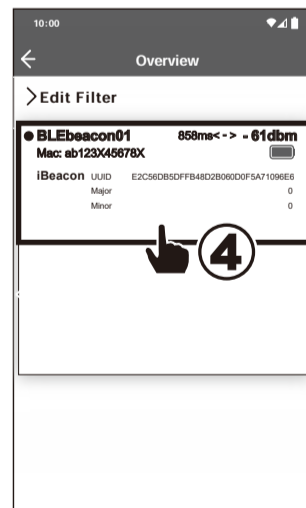 10:00
Overview
Edit Filter
BLEbeacon01 858ms<-> -61dbm
Mac: ab123X45678X
iBeacon UUID E2C56DB5DFFB48D2B060D0F5A71096E6
Major 0
Minor 0
4